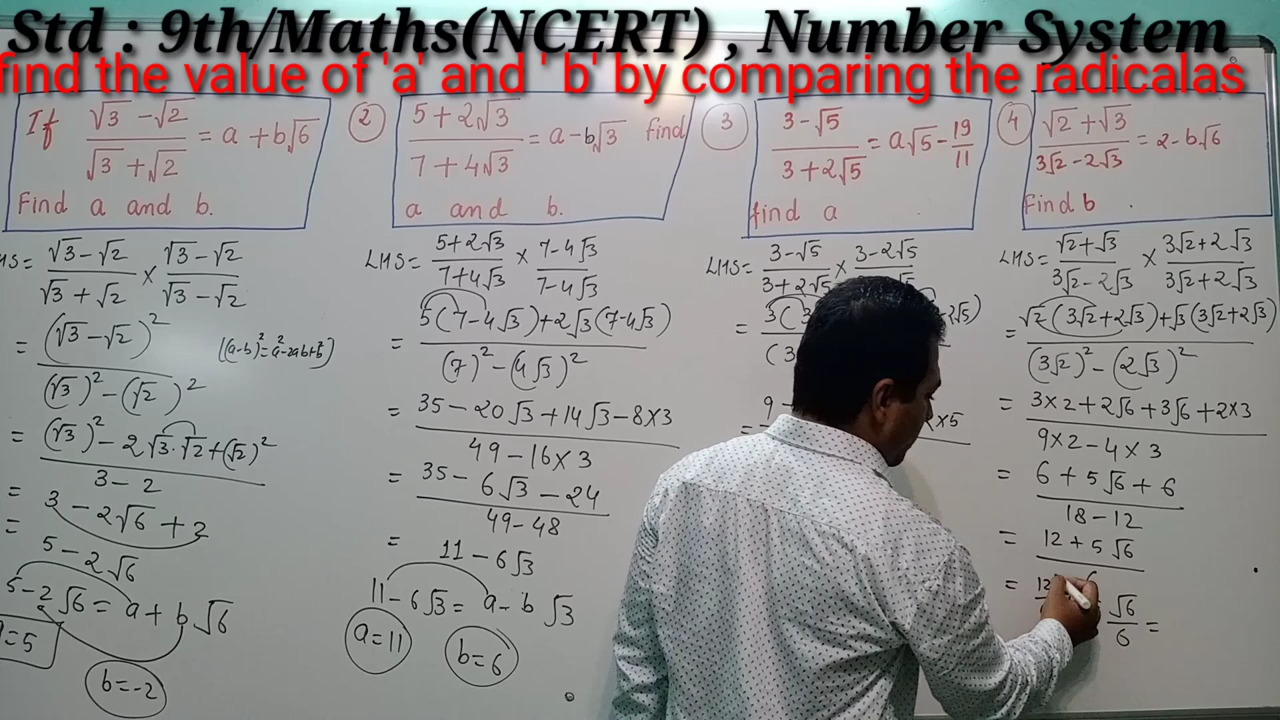 Std : 9th/Maths(NCERT) , Number System
find the value of 'a' and ' b' by comparing the radicalas
If (√3 - √2)/(√3 + √2) = a + b√6
Find a and b.
HS = (√3 - √2)/(√3 + √2) × (√3 - √2)/(√3 - √2)
= (√3 - √2)²/((√3)² - (√2)²) [(a-b)² = a² - 2ab + b²]
= ((√3)² - 2√3.√2 + (√2)²)/(3 - 2)
= 3 - 2√6 + 2
= 5 - 2√6
5 - 2√6 = a + b√6
a=5
b=-2
② (5 + 2√3)/(7 + 4√3) = a - b√3 find
a and b.
LHS = (5 + 2√3)/(7 + 4√3) × (7 - 4√3)/(7 - 4√3)
= (5(7 - 4√3) + 2√3(7 - 4√3))/((7)² - (4√3)²)
= (35 - 20√3 + 14√3 - 8×3)/(49 - 16×3)
= (35 - 6√3 - 24)/(49 - 48)
= 11 - 6√3
11 - 6√3 = a - b√3
a=11
b=6
③ (3 - √5)/(3 + 2√5) = a√5 - 19/11
find a
LHS = (3 - √5)/(3 + 2√5) × (3 - 2√5)
= 3(3
(3
= 9 -
×5
④ (√2 + √3)/(3√2 - 2√3) = 2 - b√6
Find b .
LHS = (√2 + √3)/(3√2 - 2√3) × (3√2 + 2√3)/(3√2 + 2√3)
= (√2(3√2 + 2√3) + √3(3√2 + 2√3))/((3√2)² - (2√3)²)
= (3×2 + 2√6 + 3√6 + 2×3)/(9×2 - 4×3)
= (6 + 5√6 + 6)/(18 - 12)
= (12 + 5√6)/6
= 12 √6/6 =